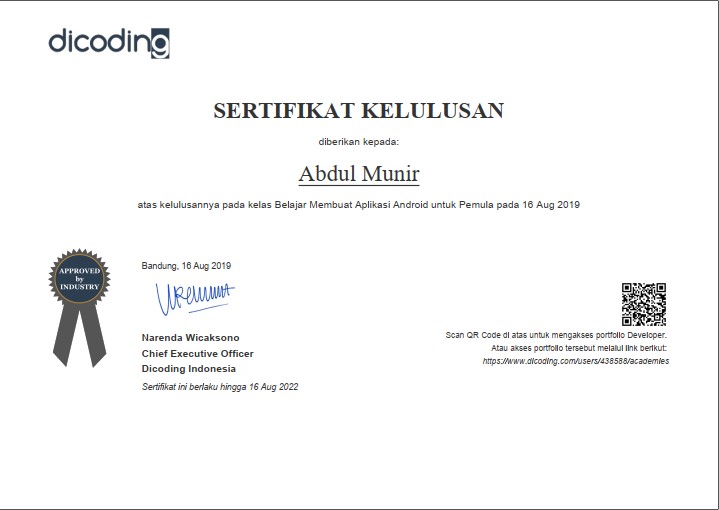 dicoding
SERTIFIKAT KELULUSAN
diberikan kepada:
Abdul Munir
atas kelulusannya pada kelas Belajar Membuat Aplikasi Android untuk Pemula pada 16 Aug 2019
APPROVED
by
INDUSTRY
Bandung, 16 Aug 2019
Narenda Wicaksono
Chief Executive Officer
Dicoding Indonesia
Sertifikat ini berlaku hingga 16 Aug 2022
Scan QR Code di atas untuk mengakses portfolio Developer.
Atau akses portfolio tersebut melalui link berikut:
https://www.dicoding.com/users/438588/academies